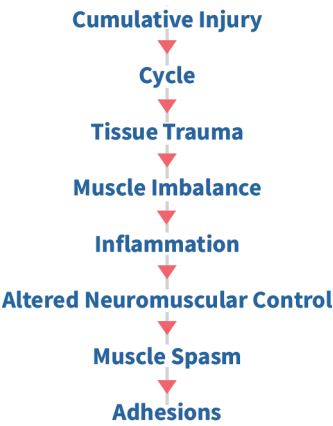 Cumulative Injury
Cycle
Tissue Trauma
Muscle Imbalance
Inflammation
Altered Neuromuscular Control
Muscle Spasm
Adhesions